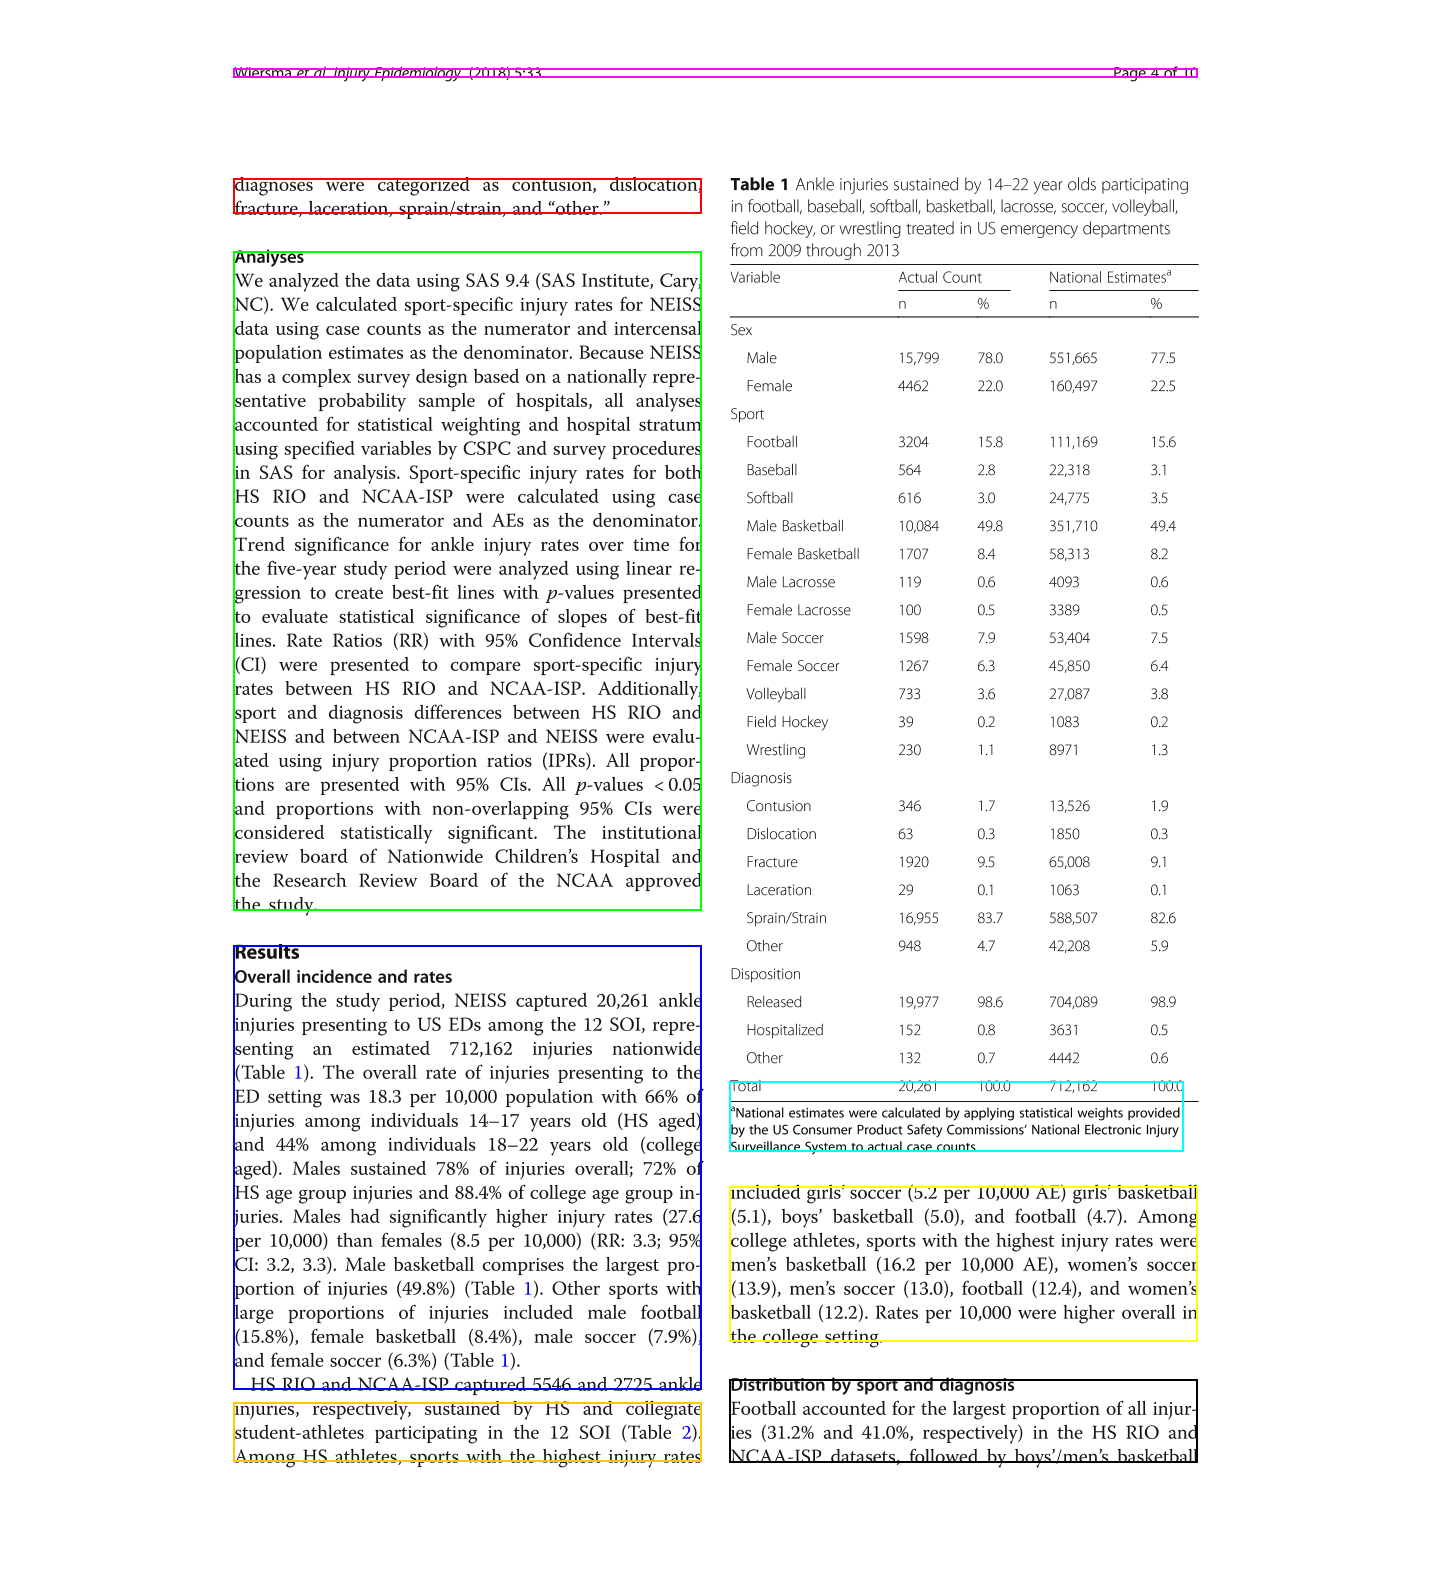 Wiersma et al. Injury Epidemiology (2018) 5:33 Page 4 of 10
diagnoses were categorized as contusion, dislocation,
fracture, laceration, sprain/strain, and “other.”
Analyses
We analyzed the data using SAS 9.4 (SAS Institute, Cary,
NC). We calculated sport-specific injury rates for NEISS
data using case counts as the numerator and intercensal
population estimates as the denominator. Because NEISS
has a complex survey design based on a nationally repre-
sentative probability sample of hospitals, all analyses
accounted for statistical weighting and hospital stratum
using specified variables by CSPC and survey procedures
in SAS for analysis. Sport-specific injury rates for both
HS RIO and NCAA-ISP were calculated using case
counts as the numerator and AEs as the denominator.
Trend significance for ankle injury rates over time for
the five-year study period were analyzed using linear re-
gression to create best-fit lines with p-values presented
to evaluate statistical significance of slopes of best-fit
lines. Rate Ratios (RR) with 95% Confidence Intervals
(CI) were presented to compare sport-specific injury
rates between HS RIO and NCAA-ISP. Additionally,
sport and diagnosis differences between HS RIO and
NEISS and between NCAA-ISP and NEISS were evalu-
ated using injury proportion ratios (IPRs). All propor-
tions are presented with 95% CIs. All p-values < 0.05
and proportions with non-overlapping 95% CIs were
considered statistically significant. The institutional
review board of Nationwide Children’s Hospital and
the Research Review Board of the NCAA approved
the study.
Results
Overall incidence and rates
During the study period, NEISS captured 20,261 ankle
injuries presenting to US EDs among the 12 SOI, repre-
senting an estimated 712,162 injuries nationwide
(Table 1). The overall rate of injuries presenting to the
ED setting was 18.3 per 10,000 population with 66% of
injuries among individuals 14–17 years old (HS aged)
and 44% among individuals 18–22 years old (college
aged). Males sustained 78% of injuries overall; 72% of
HS age group injuries and 88.4% of college age group in-
juries. Males had significantly higher injury rates (27.6
per 10,000) than females (8.5 per 10,000) (RR: 3.3; 95%
CI: 3.2, 3.3). Male basketball comprises the largest pro-
portion of injuries (49.8%) (Table 1). Other sports with
large proportions of injuries included male football
(15.8%), female basketball (8.4%), male soccer (7.9%),
and female soccer (6.3%) (Table 1).
HS RIO and NCAA-ISP captured 5546 and 2725 ankle
injuries, respectively, sustained by HS and collegiate
student-athletes participating in the 12 SOI (Table 2).
Among HS athletes, sports with the highest injury rates
Table 1 Ankle injuries sustained by 14–22 year olds participating
in football, baseball, softball, basketball, lacrosse, soccer, volleyball,
field hockey, or wrestling treated in US emergency departments
from 2009 through 2013
Variable Actual Count National Estimatesa
n % n %
Sex
Male 15,799 78.0 551,665 77.5
Female 4462 22.0 160,497 22.5
Sport
Football 3204 15.8 111,169 15.6
Baseball 564 2.8 22,318 3.1
Softball 616 3.0 24,775 3.5
Male Basketball 10,084 49.8 351,710 49.4
Female Basketball 1707 8.4 58,313 8.2
Male Lacrosse 119 0.6 4093 0.6
Female Lacrosse 100 0.5 3389 0.5
Male Soccer 1598 7.9 53,404 7.5
Female Soccer 1267 6.3 45,850 6.4
Volleyball 733 3.6 27,087 3.8
Field Hockey 39 0.2 1083 0.2
Wrestling 230 1.1 8971 1.3
Diagnosis
Contusion 346 1.7 13,526 1.9
Dislocation 63 0.3 1850 0.3
Fracture 1920 9.5 65,008 9.1
Laceration 29 0.1 1063 0.1
Sprain/Strain 16,955 83.7 588,507 82.6
Other 948 4.7 42,208 5.9
Disposition
Released 19,977 98.6 704,089 98.9
Hospitalized 152 0.8 3631 0.5
Other 132 0.7 4442 0.6
Total 20,261 100.0 712,162 100.0
aNational estimates were calculated by applying statistical weights provided
by the US Consumer Product Safety Commissions’ National Electronic Injury
Surveillance System to actual case counts
included girls’ soccer (5.2 per 10,000 AE) girls’ basketball
(5.1), boys’ basketball (5.0), and football (4.7). Among
college athletes, sports with the highest injury rates were
men’s basketball (16.2 per 10,000 AE), women’s soccer
(13.9), men’s soccer (13.0), football (12.4), and women’s
basketball (12.2). Rates per 10,000 were higher overall in
the college setting.
Distribution by sport and diagnosis
Football accounted for the largest proportion of all injur-
ies (31.2% and 41.0%, respectively) in the HS RIO and
NCAA-ISP datasets, followed by boys’/men’s basketball